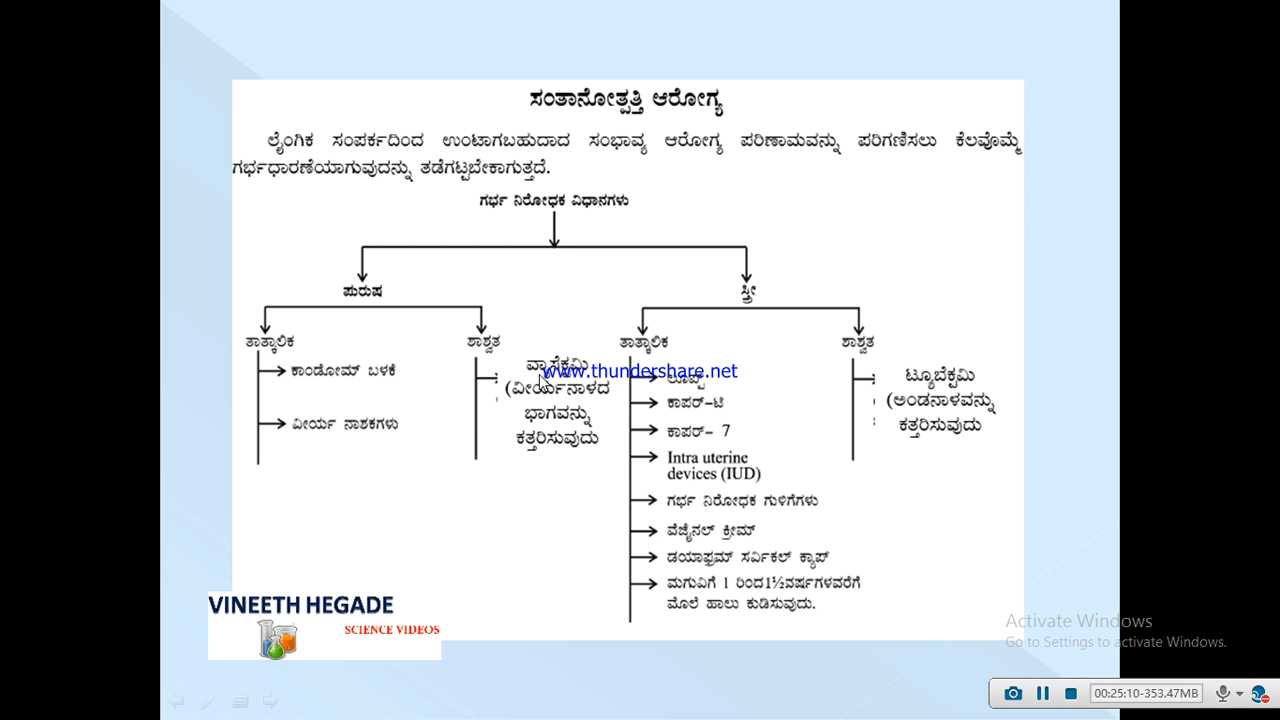 ಸಂತಾನೋತ್ಪತ್ತಿ ಆರೋಗ್ಯ
ಲೈಂಗಿಕ ಸಂಪರ್ಕದಿಂದ ಉಂಟಾಗಬಹುದಾದ ಸಂಭಾವ್ಯ ಆರೋಗ್ಯ ಪರಿಣಾಮವನ್ನು ಪರಿಗಣಿಸಲು ಕೆಲವೊಮ್ಮೆ
ಗರ್ಭಧಾರಣೆಯಾಗುವುದನ್ನು ತಡೆಗಟ್ಟಬೇಕಾಗುತ್ತದೆ.
ಗರ್ಭ ನಿರೋಧಕ ವಿಧಾನಗಳು
ಪುರುಷ
ಸ್ತ್ರೀ
ತಾತ್ಕಾಲಿಕ
ಶಾಶ್ವತ
ತಾತ್ಕಾಲಿಕ
ಶಾಶ್ವತ
ಕಾಂಡೋಮ್ ಬಳಕೆ
ವೀರ್ಯ ನಾಶಕಗಳು
ವ್ಯಾಸೆಕ್ಟಮಿ
(ವೀರ್ಯನಾಳದ
ಭಾಗವನ್ನು
ಕತ್ತರಿಸುವುದು
www.thundershare.net
ಲೂಪ್ಸ್
ಕಾಪರ್-ಟಿ
ಕಾಪರ್- 7
Intra uterine
devices (IUD)
ಗರ್ಭ ನಿರೋಧಕ ಗುಳಿಗೆಗಳು
ವೆಜೈನಲ್ ಕ್ರೀಮ್
ಡಯಾಫ್ರಮ್ ಸರ್ವಿಕಲ್ ಕ್ಯಾಪ್
ಮಗುವಿಗೆ 1 ರಿಂದ1½ವರ್ಷಗಳವರೆಗೆ
ಮೊಲೆ ಹಾಲು ಕುಡಿಸುವುದು.
ಟ್ಯೂಬೆಕ್ಟಮಿ
(ಅಂಡನಾಳವನ್ನು
ಕತ್ತರಿಸುವುದು
VINEETH HEGADE
SCIENCE VIDEOS
Activate Windows
Go to Settings to activate Windows.
00:25:10-353.47MB